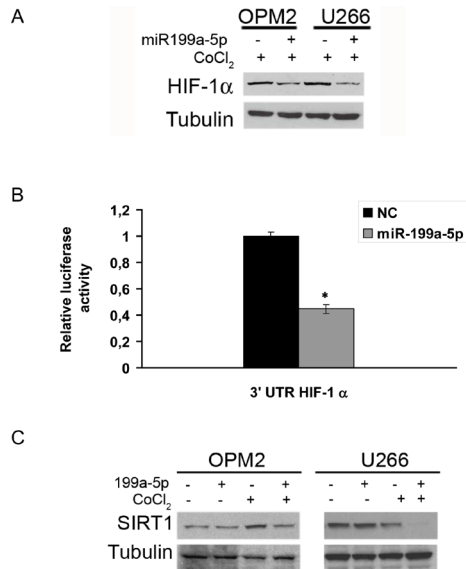 A
OPM2 U266
miR199a-5p - + - +
CoCl2 + + + +
HIF-1α
Tubulin
B
1,2
1
0,8
0,6
0,4
0,2
0
Relative luciferase
activity
*
NC
miR-199a-5p
3' UTR HIF-1 α
C
OPM2 U266
199a-5p - + - + - + - +
CoCl2 - - + + - - + +
SIRT1
Tubulin